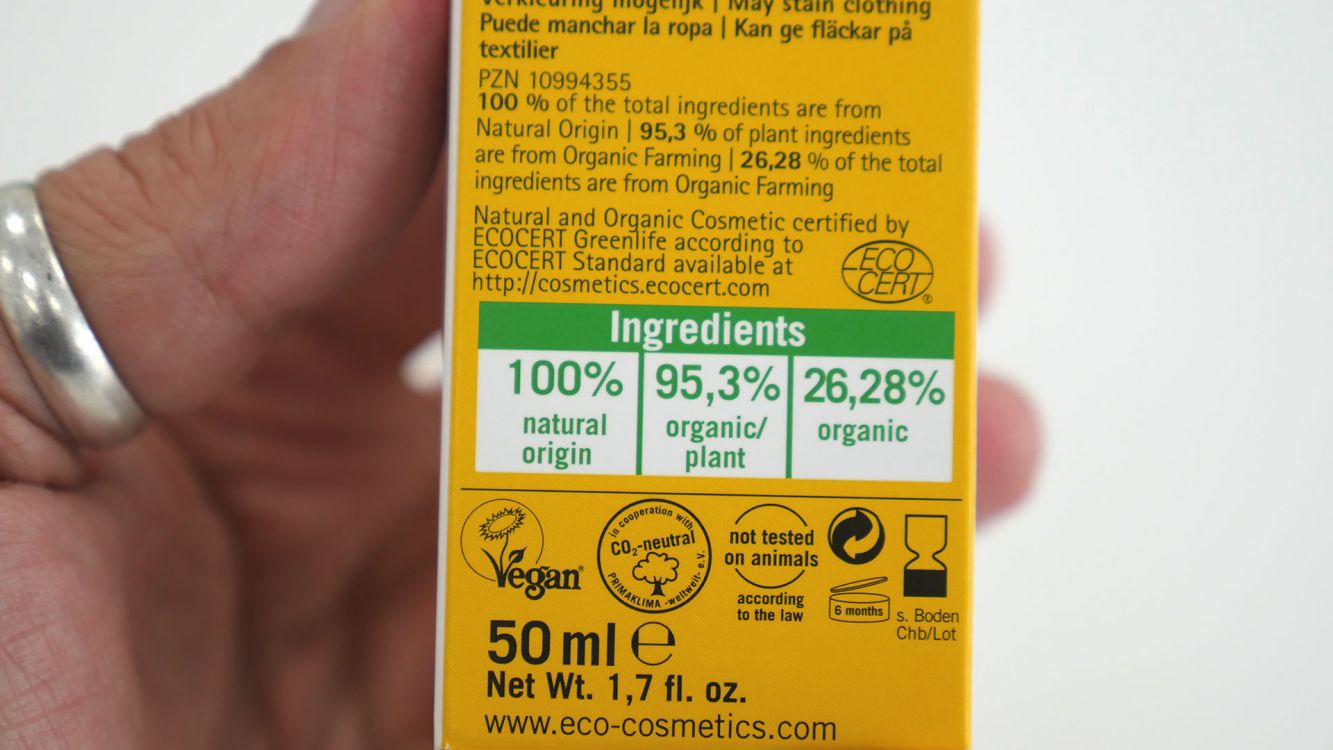 Verkleuring mogelijk | May stain clothing
Puede manchar la ropa | Kan ge fläckar på
textilier
PZN 10994355
100 % of the total ingredients are from
Natural Origin | 95,3 % of plant ingredients
are from Organic Farming | 26,28 % of the total
ingredients are from Organic Farming
Natural and Organic Cosmetic certified by
ECOCERT Greenlife according to
ECOCERT Standard available at
http://cosmetics.ecocert.com
ECO
CERT®
Ingredients
100%
natural
origin
95,3%
organic/
plant
26,28%
organic
Vegan
in cooperation with
CO₂-neutral
PRIMAKLIMA -weltweit- e.V.
not tested
on animals
according
to the law
6 months
s. Boden
Chb/Lot
50 ml ℮
Net Wt. 1,7 fl. oz.
www.eco-cosmetics.com